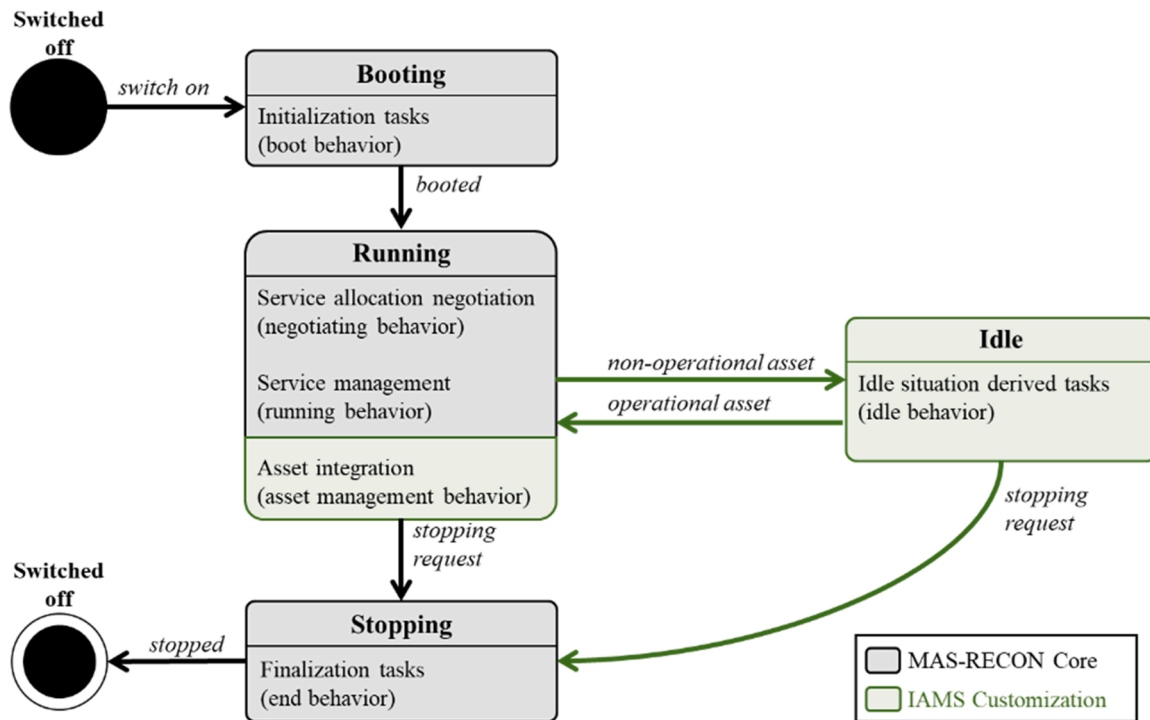 Switched
off
switch on
Booting
Initialization tasks
(boot behavior)
booted
Running
Service allocation negotiation
(negotiating behavior)
Service management
(running behavior)
Asset integration
(asset management behavior)
non-operational asset
operational asset
Idle
Idle situation derived tasks
(idle behavior)
stopping
request
stopping
request
Switched
off
stopped
Stopping
Finalization tasks
(end behavior)
MAS-RECON Core
IAMS Customization